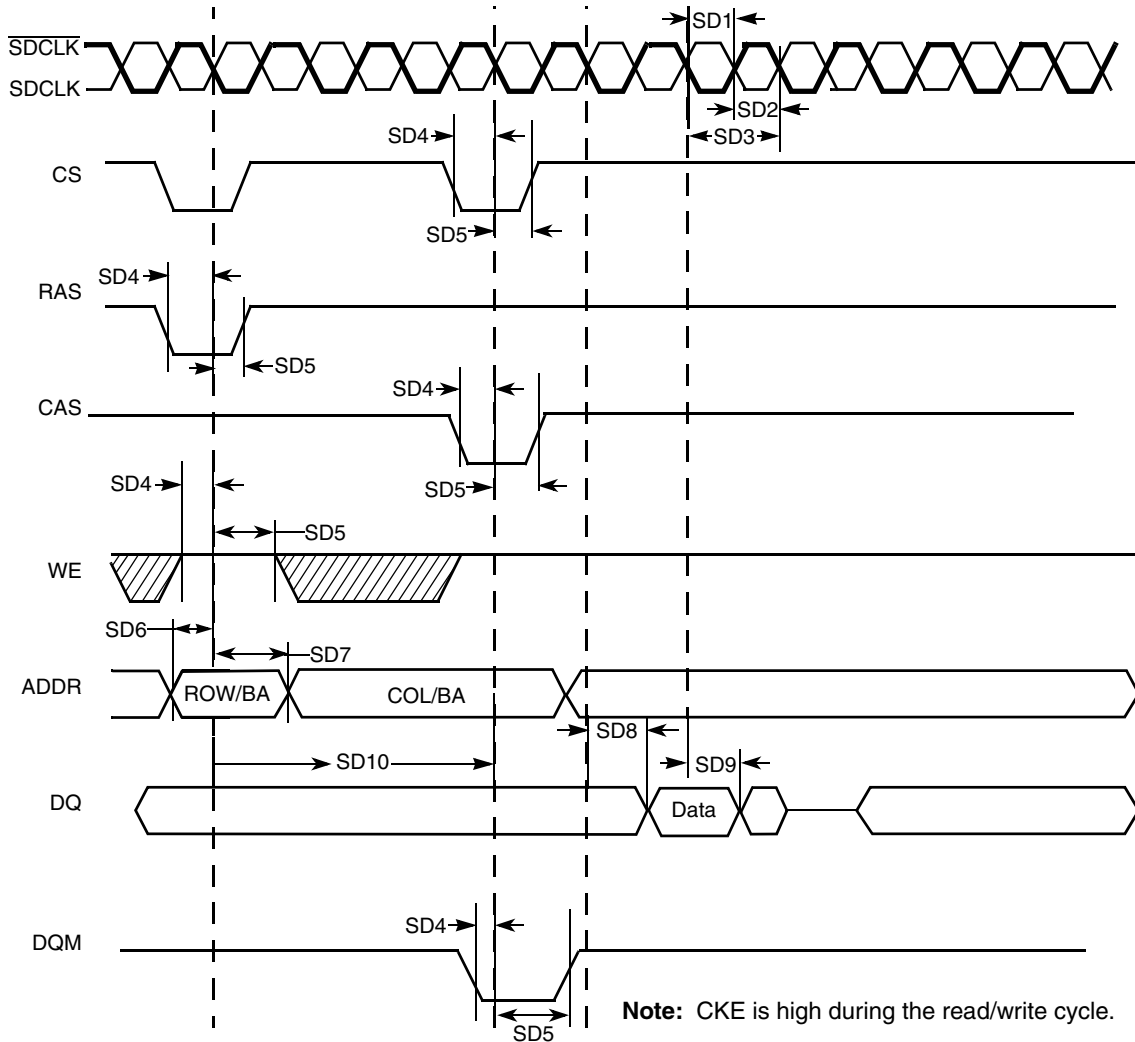 SD1
S̅D̅C̅L̅K̅
SDCLK
SD2
SD4
SD3
CS
SD5
SD4
RAS
SD5
SD4
CAS
SD4
SD5
SD5
WE
SD6
SD7
ADDR
ROW/BA
COL/BA
SD8
SD10
SD9
DQ
Data
SD4
DQM
Note: CKE is high during the read/write cycle.
SD5